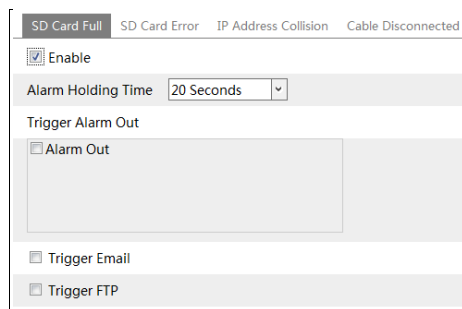 SD Card Full SD Card Error IP Address Collision Cable Disconnected
Enable
Alarm Holding Time 20 Seconds
Trigger Alarm Out
Alarm Out
Trigger Email
Trigger FTP